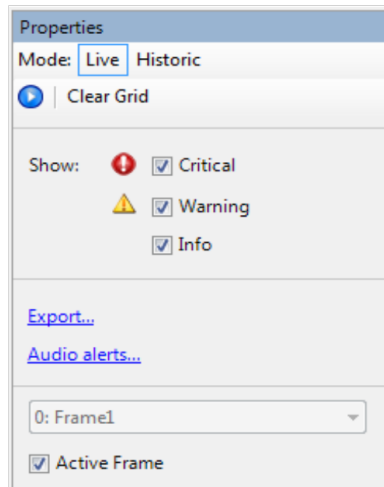 Properties
Mode: Live Historic
Clear Grid
Show: Critical
Warning
Info
Export...
Audio alerts...
0: Frame1
Active Frame